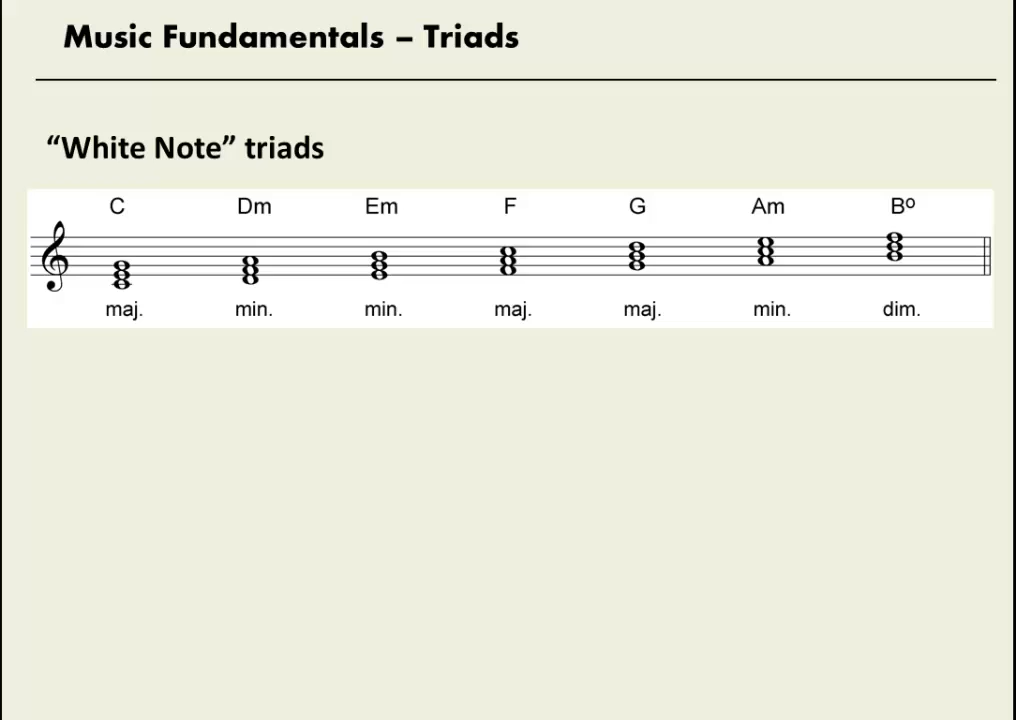 Music Fundamentals – Triads
“White Note” triads
C Dm Em F G Am Bº
maj. min. min. maj. maj. min. dim.